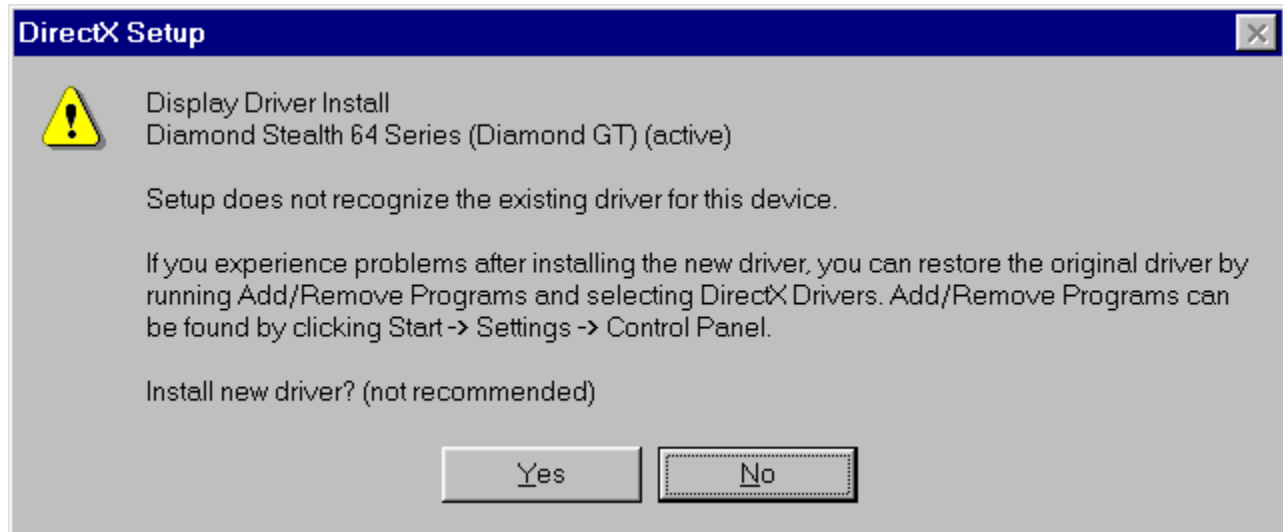 DirectX Setup
Display Driver Install
Diamond Stealth 64 Series (Diamond GT) (active)
Setup does not recognize the existing driver for this device.
If you experience problems after installing the new driver, you can restore the original driver by
running Add/Remove Programs and selecting DirectX Drivers. Add/Remove Programs can
be found by clicking Start -> Settings -> Control Panel.
Install new driver? (not recommended)
Yes
No